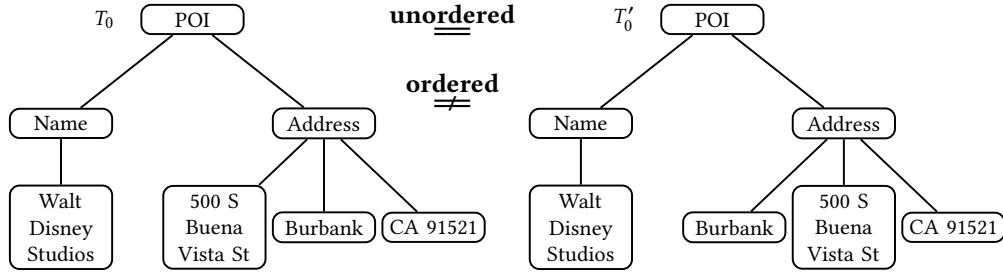 T₀
POI
unordered
=
T₀′
POI
ordered
≠
Name
Address
Name
Address
Walt
Disney
Studios
500 S
Buena
Vista St
Burbank
CA 91521
Walt
Disney
Studios
Burbank
500 S
Buena
Vista St
CA 91521